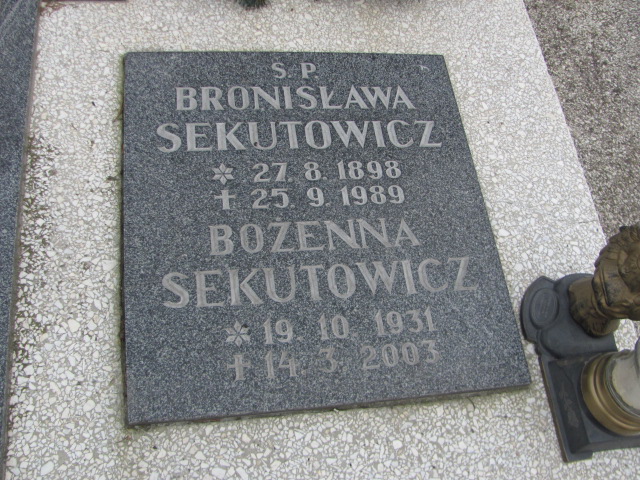 Ś.P.
BRONISŁAWA
SEKUTOWICZ
* 27. 8. 1898
† 25. 9. 1989
BOŻENNA
SEKUTOWICZ
* 19. 10. 1931
† 14. 3. 2003